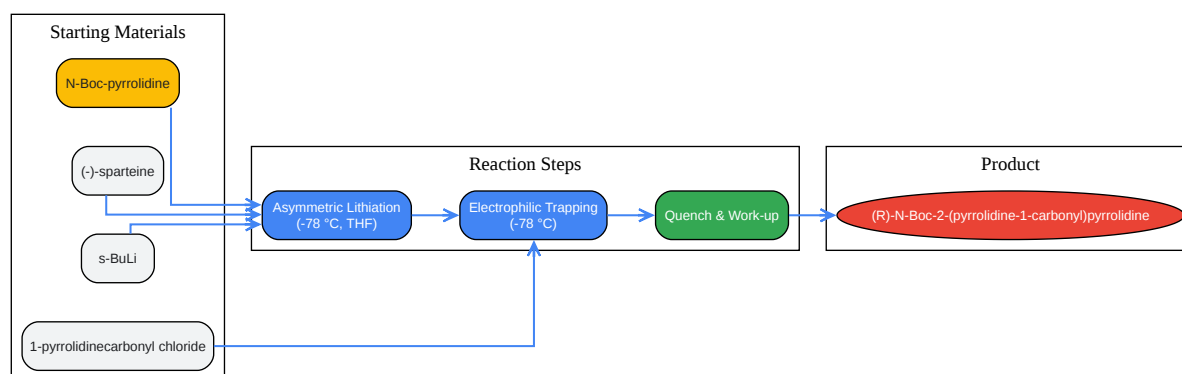 Starting Materials
N-Boc-pyrrolidine
(-)-sparteine
s-BuLi
1-pyrrolidinecarbonyl chloride
Reaction Steps
Asymmetric Lithiation
(-78 °C, THF)
Electrophilic Trapping
(-78 °C)
Quench & Work-up
Product
(R)-N-Boc-2-(pyrrolidine-1-carbonyl)pyrrolidine